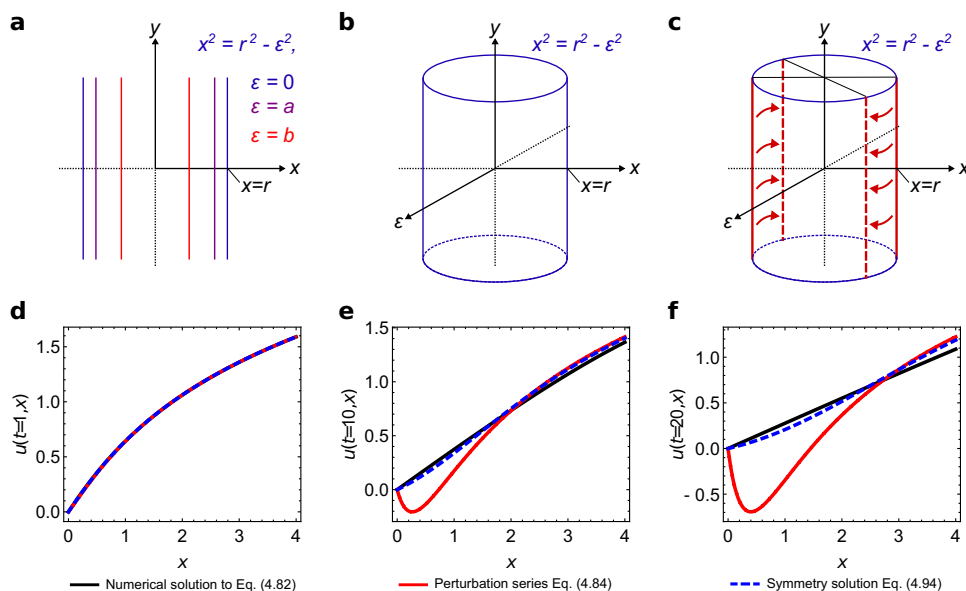 a
y
x² = r² - ε²,
ε = 0
ε = a
ε = b
x
x=r
b
y
x² = r² - ε²
x
x=r
ε
c
y
x² = r² - ε²
x
x=r
ε
d
u(t=1,x)
1.5
1.0
0.5
0.0
0 1 2 3 4
x
e
u(t=10,x)
1.5
1.0
0.5
0.0
0 1 2 3 4
x
f
u(t=20,x)
1.0
0.5
0.0
- 0.5
0 1 2 3 4
x
Numerical solution to Eq. (4.82)
Perturbation series Eq. (4.84)
Symmetry solution Eq. (4.94)